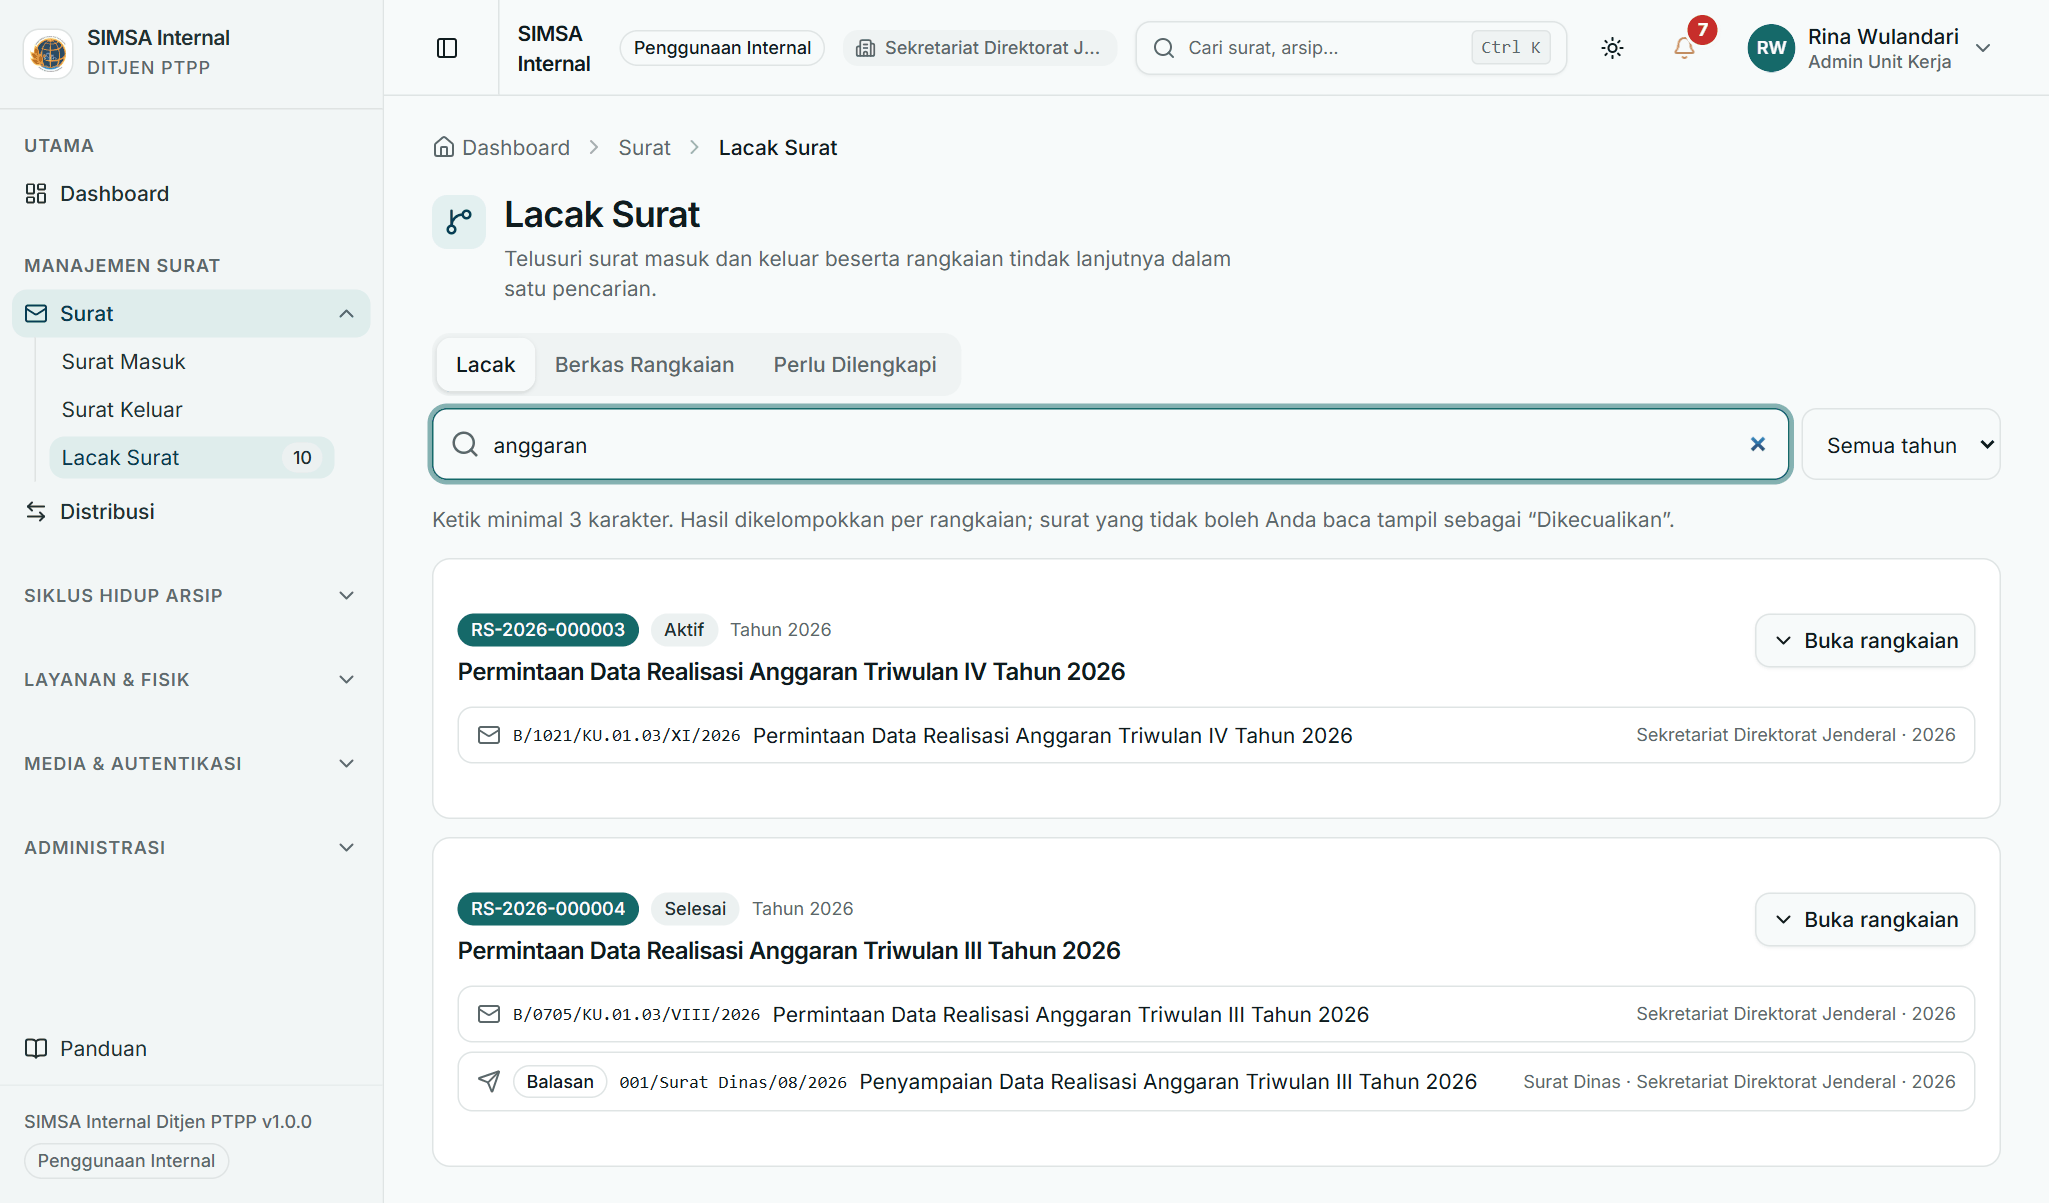 SIMSA Internal
DITJEN PTPP
UTAMA
Dashboard
MANAJEMEN SURAT
Surat
Surat Masuk
Surat Keluar
Lacak Surat 10
Distribusi
SIKLUS HIDUP ARSIP
LAYANAN & FISIK
MEDIA & AUTENTIKASI
ADMINISTRASI
Panduan
SIMSA Internal Ditjen PTPP v1.0.0
Penggunaan Internal
SIMSA
Internal
Penggunaan Internal
Sekretariat Direktorat J...
Cari surat, arsip...
Ctrl K
7
RW
Rina Wulandari
Admin Unit Kerja
Dashboard > Surat > Lacak Surat
Lacak Surat
Telusuri surat masuk dan keluar beserta rangkaian tindak lanjutnya dalam
satu pencarian.
Lacak Berkas Rangkaian Perlu Dilengkapi
anggaran
Semua tahun
Ketik minimal 3 karakter. Hasil dikelompokkan per rangkaian; surat yang tidak boleh Anda baca tampil sebagai “Dikecualikan”.
RS-2026-000003 Aktif Tahun 2026
Buka rangkaian
Permintaan Data Realisasi Anggaran Triwulan IV Tahun 2026
B/1021/KU.01.03/XI/2026 Permintaan Data Realisasi Anggaran Triwulan IV Tahun 2026 Sekretariat Direktorat Jenderal · 2026
RS-2026-000004 Selesai Tahun 2026
Buka rangkaian
Permintaan Data Realisasi Anggaran Triwulan III Tahun 2026
B/0705/KU.01.03/VIII/2026 Permintaan Data Realisasi Anggaran Triwulan III Tahun 2026 Sekretariat Direktorat Jenderal · 2026
Balasan 001/Surat Dinas/08/2026 Penyampaian Data Realisasi Anggaran Triwulan III Tahun 2026 Surat Dinas · Sekretariat Direktorat Jenderal · 2026